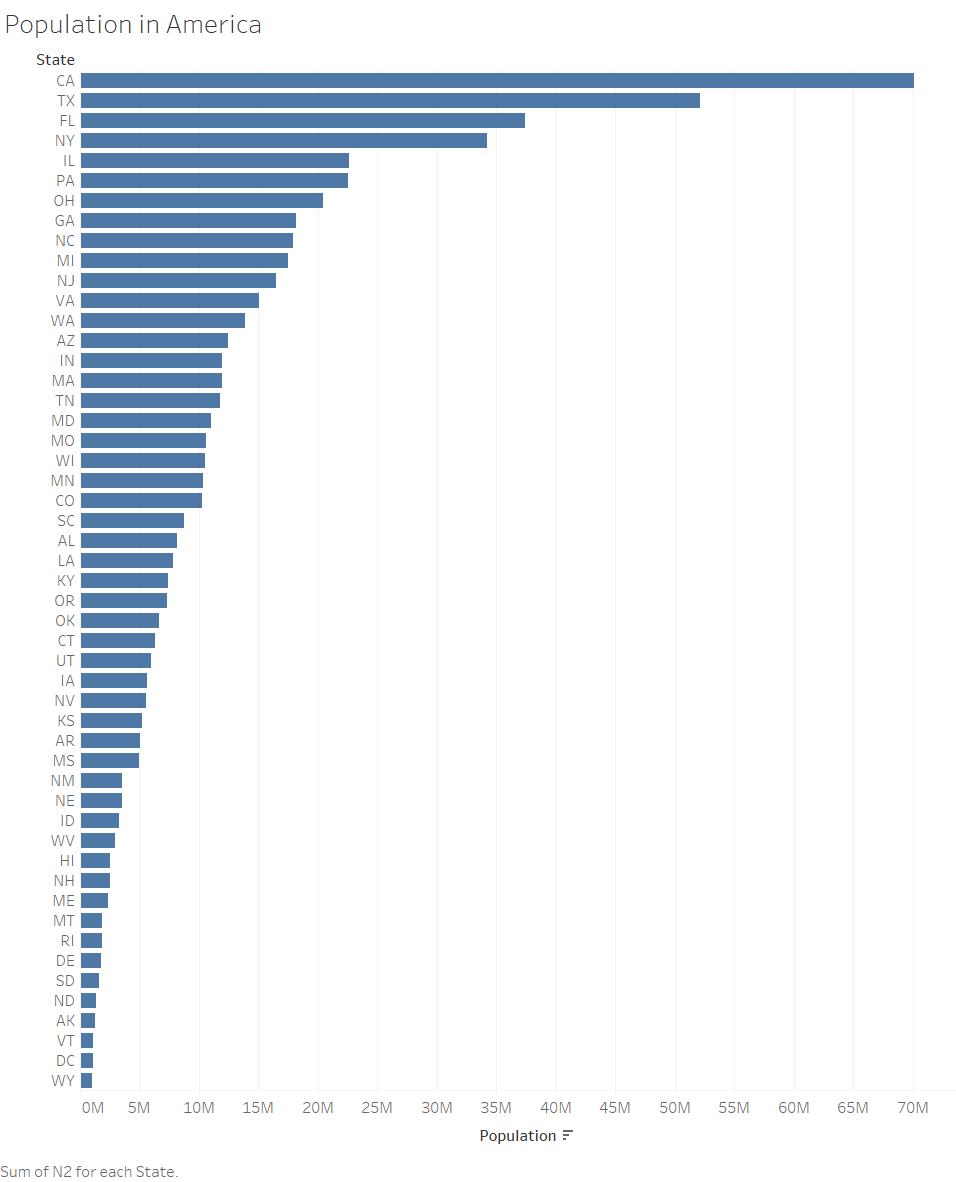 Population in America
State
CA
TX
FL
NY
IL
PA
OH
GA
NC
MI
NJ
VA
WA
AZ
IN
MA
TN
MD
MO
WI
MN
CO
SC
AL
LA
KY
OR
OK
CT
UT
IA
NV
KS
AR
MS
NM
NE
ID
WV
HI
NH
ME
MT
RI
DE
SD
ND
AK
VT
DC
WY
0M 5M 10M 15M 20M 25M 30M 35M 40M 45M 50M 55M 60M 65M 70M
Population
Sum of N2 for each State.